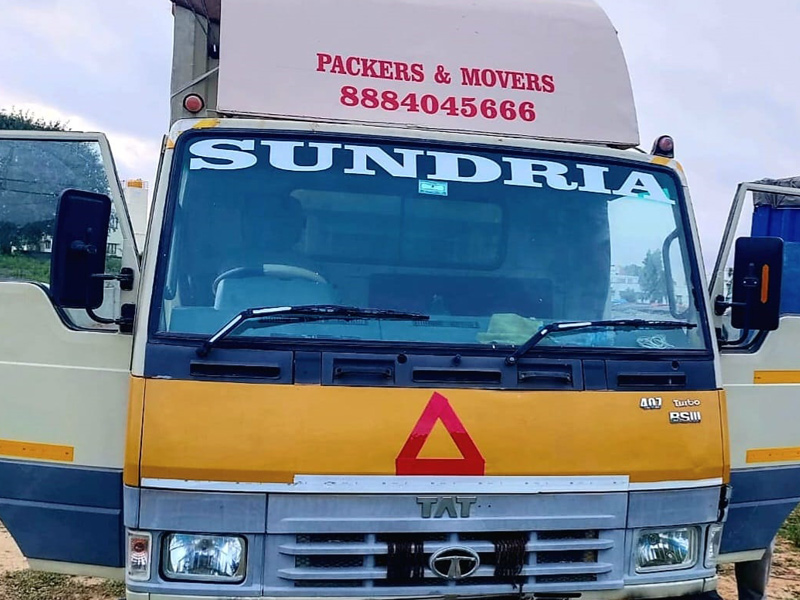 PACKERS & MOVERS
8884045666
SUNDRIA
407 Turbo
BSIII
TAT